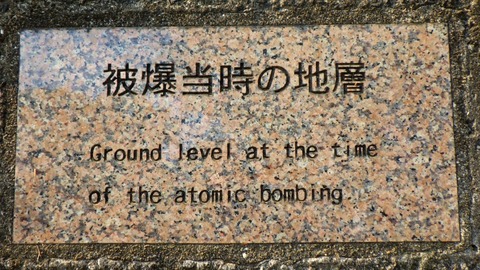 被爆当時の地層
Ground level at the time
of the atomic bombing.